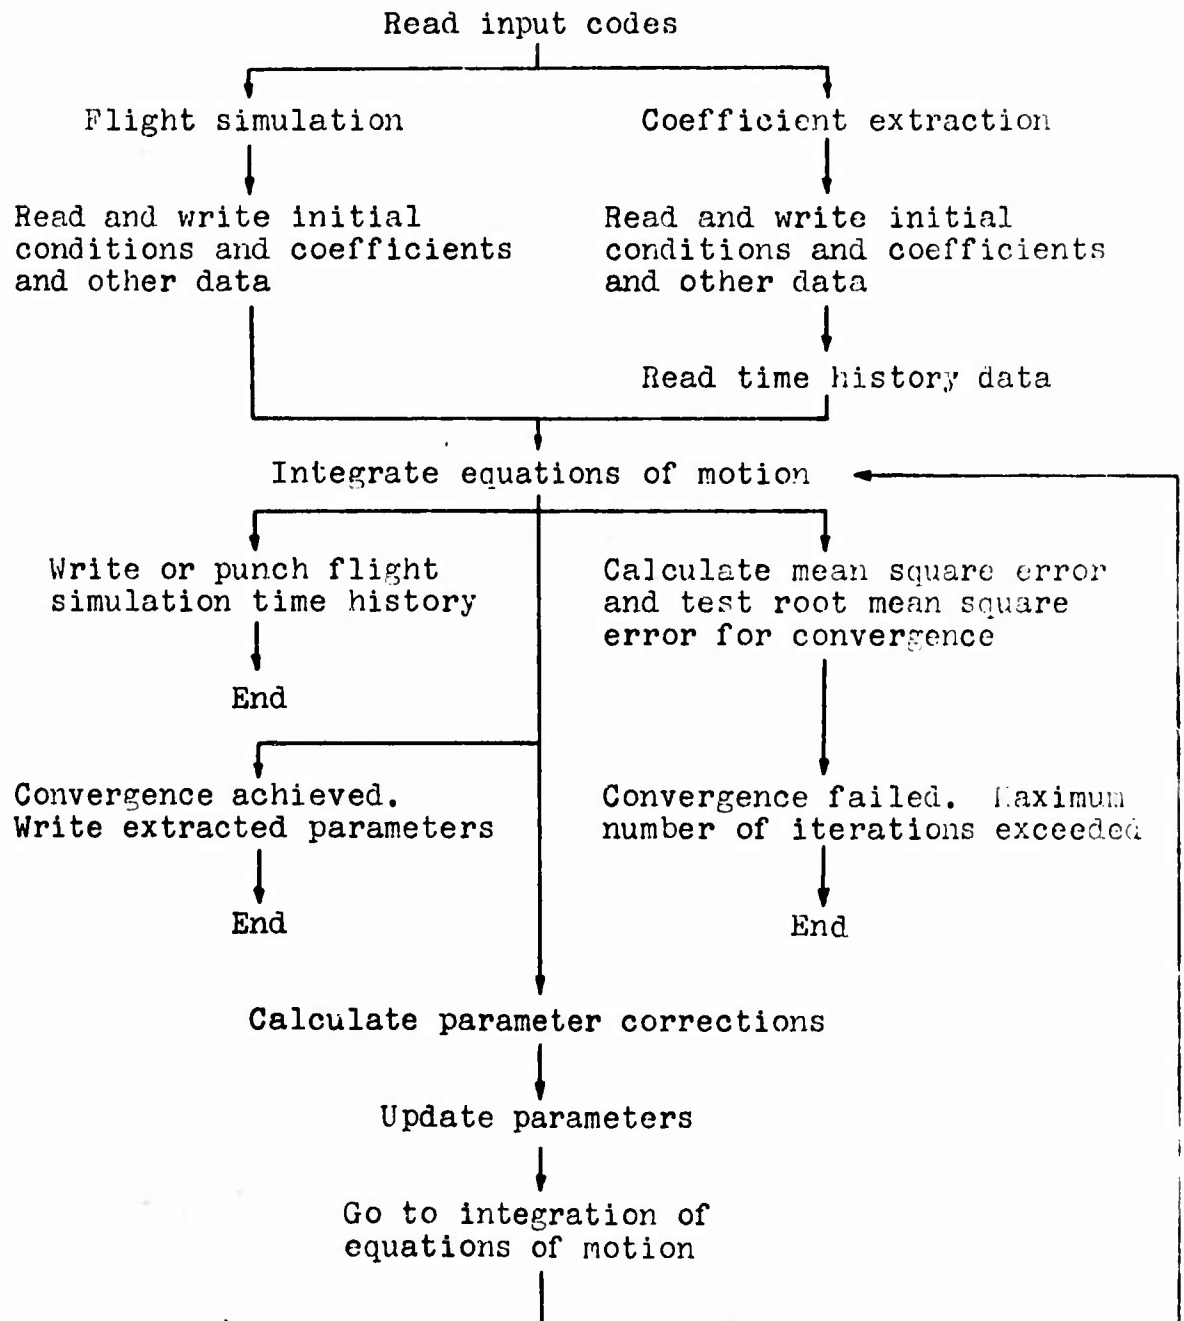 Read input codes
Flight simulation
Coefficient extraction
Read and write initial
conditions and coefficients
and other data
Read and write initial
conditions and coefficients
and other data
Read time history data
Integrate equations of motion
Write or punch flight
simulation time history
End
Calculate mean square error
and test root mean square
error for convergence
Convergence achieved.
Write extracted parameters
End
Convergence failed. Maximum
number of iterations exceeded
End
Calculate parameter corrections
Update parameters
Go to integration of
equations of motion